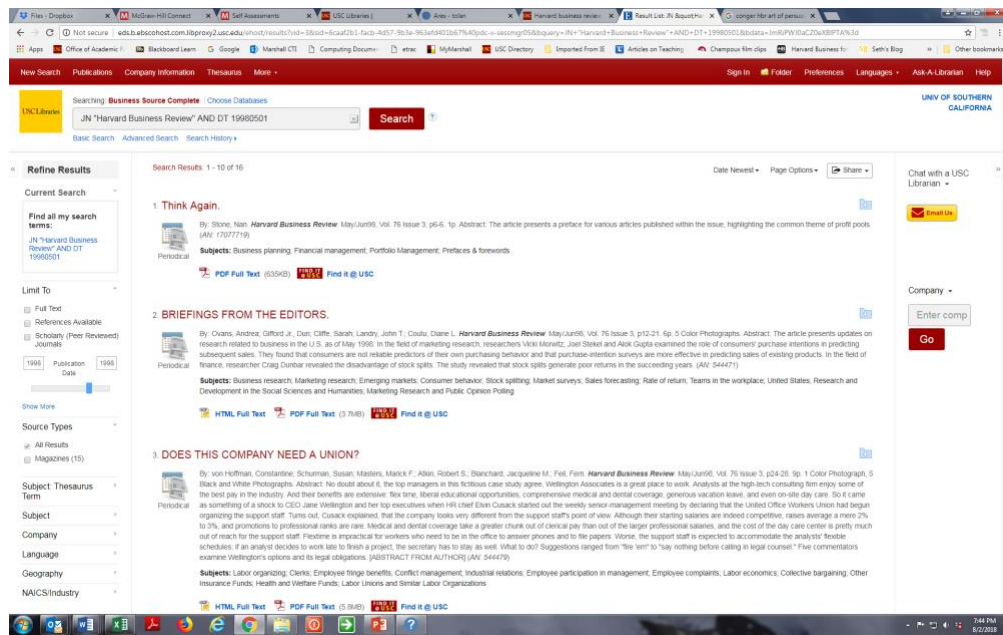 Files - Dropbox
McGraw-Hill Connect
Self Assessments
USC Libraries |
Ares - tolan
Harvard business review
Result List: JN &quot;Har
conger hbr art of persua
Not secure | eds.b.ebscohost.com.libproxy2.usc.edu/ehost/results?
Apps Office of Academic Blackboard Learn Google Marshall CTI Computing Documen etrac MyMarshall USC Directory Imported From IE Articles on Teaching Champoux film clips Harvard Business fo Seth's Blog Other bookmarks
New Search Publications Company Information Thesaurus More Sign In Folder Preferences Languages Ask-A-Librarian Help
USC Libraries
Searching: Business Source Complete | Choose Databases
JN "Harvard Business Review" AND DT 19980501 Search
Basic Search Advanced Search Search History
UNIV OF SOUTHERN
CALIFORNIA
Refine Results
Current Search
Find all my search
terms:
JN "Harvard Business
Review" AND DT
19980501
Limit To
Full Text
References Available
Scholarly (Peer Reviewed)
Journals
1998 Publication Date 1998
Show More
Source Types
All Results
Magazines (15)
Subject: Thesaurus
Term
Subject
Company
Language
Geography
NAICS/Industry
Search Results: 1 - 10 of 16 Date Newest Page Options Share
1. Think Again.
By: Stone, Nan. Harvard Business Review. May/Jun98, Vol. 76 Issue 3, p6-6. 1p. Abstract: The article presents a preface for various articles published within the issue, highlighting the common theme of profit pools.
(AN: 17077719)
Periodical
Subjects: Business planning; Financial management; Portfolio Management; Prefaces & forewords
PDF Full Text (635KB) FIND IT @ USC Find it @ USC
2. BRIEFINGS FROM THE EDITORS.
By: Ovans, Andrea; Gifford Jr., Dun; Cliffe, Sarah; Landry, John T.; Coutu, Diane L. Harvard Business Review. May/Jun98, Vol. 76 Issue 3, p12-21. 6p. 5 Color Photographs. Abstract: The article presents updates on
research related to business in the U.S. as of May 1998. In the field of marketing research, researchers Vicki Morwitz, Joel Stekel and Alok Gupta examined the role of consumers' purchase intentions in predicting
subsequent sales. They found that consumers are not reliable predictors of their own purchasing behavior and that purchase-intention surveys are more effective in predicting sales of existing products. In the field of
finance, researcher Craig Dunbar revealed the disadvantage of stock splits. The study revealed that stock splits generate poor returns in the succeeding years. (AN: 544471)
Periodical
Subjects: Business research; Marketing research; Emerging markets; Consumer behavior; Stock splitting; Market surveys; Sales forecasting; Rate of return; Teams in the workplace; United States; Research and
Development in the Social Sciences and Humanities; Marketing Research and Public Opinion Polling
HTML Full Text PDF Full Text (3.7MB) FIND IT @ USC Find it @ USC
3. DOES THIS COMPANY NEED A UNION?
By: von Hoffman, Constantine; Schurman, Susan; Masters, Marick F.; Atkin, Robert S.; Blanchard, Jacqueline M.; Feil, Fern. Harvard Business Review. May/Jun98, Vol. 76 Issue 3, p24-28. 9p. 1 Color Photograph, 5
Black and White Photographs. Abstract: No doubt about it, the top managers in this fictitious case study agree, Wellington Associates is a great place to work. Analysts at the high-tech consulting firm enjoy some of
the best pay in the industry. And their benefits are extensive: flex time, liberal educational opportunities, comprehensive medical and dental coverage, generous vacation leave, and even on-site day care. So it came
as something of a shock to CEO Jane Wellington and her top executives when HR chief Elvin Cusack started out the weekly senior-management meeting by declaring that the United Office Workers Union had begun
organizing the support staff. Turns out, Cusack explained, that the company looks very different from the support staff's point of view. Although their starting salaries are indeed competitive, raises average a mere 2%
to 3%, and promotions to professional ranks are rare. Medical and dental coverage take a greater chunk out of clerical pay than out of the larger professional salaries, and the cost of the day care center is pretty much
out of reach for the support staff. Flextime is impractical for workers who need to be in the office to answer phones and to file papers. Worse, the support staff is expected to accommodate the analysts' flexible
schedules: if an analyst decides to work late to finish a project, the secretary has to stay as well. What to do? Suggestions ranged from "fire 'em" to "say nothing before calling in legal counsel." Five commentators
examine Wellington's options and its legal obligations. [ABSTRACT FROM AUTHOR] (AN: 544479)
Periodical
Subjects: Labor organizing; Clerks; Employee fringe benefits; Conflict management; Industrial relations; Employee participation in management; Employee complaints; Labor economics; Collective bargaining; Other
Insurance Funds; Health and Welfare Funds; Labor Unions and Similar Labor Organizations
HTML Full Text PDF Full Text (5.8MB) FIND IT @ USC Find it @ USC
Chat with a USC
Librarian
Email Us
Company
Enter comp
Go
7:44 PM
8/2/2018